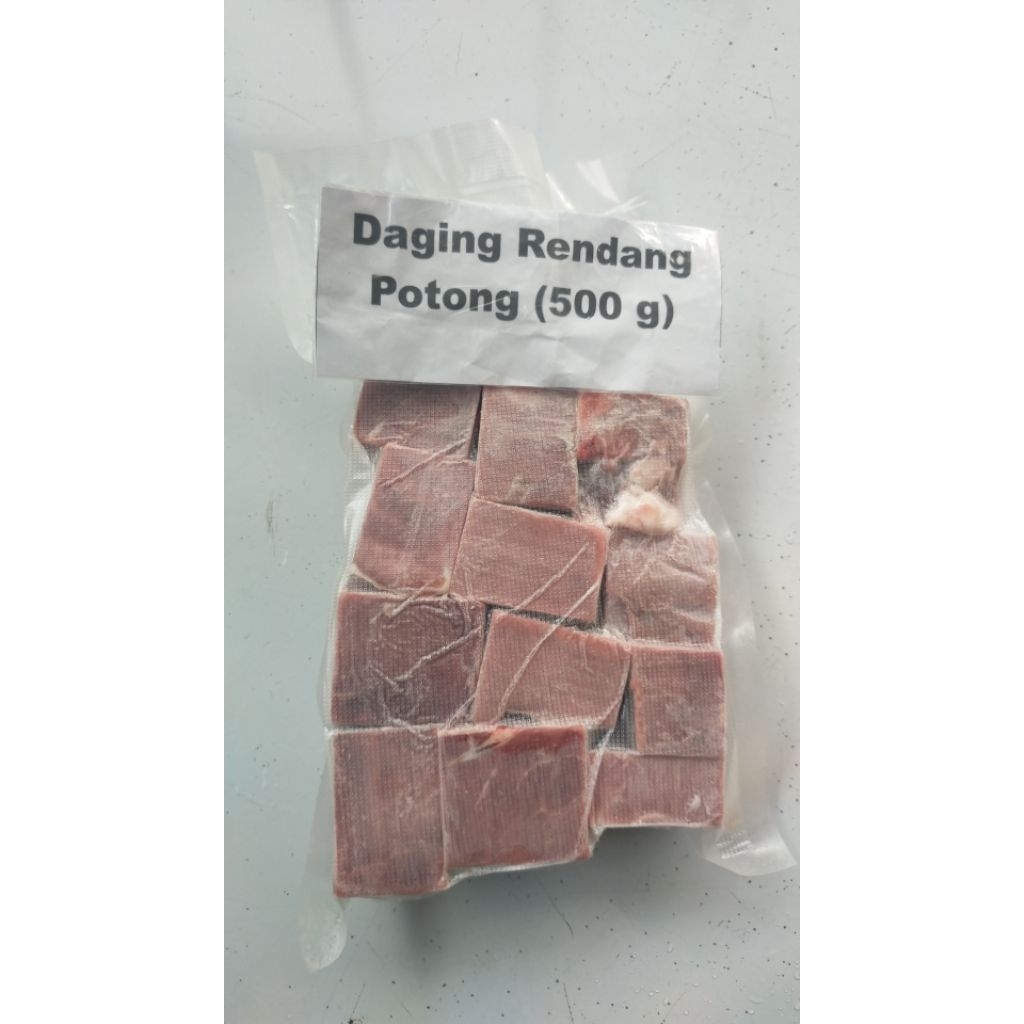 Daging Rendang
Potong (500 g)